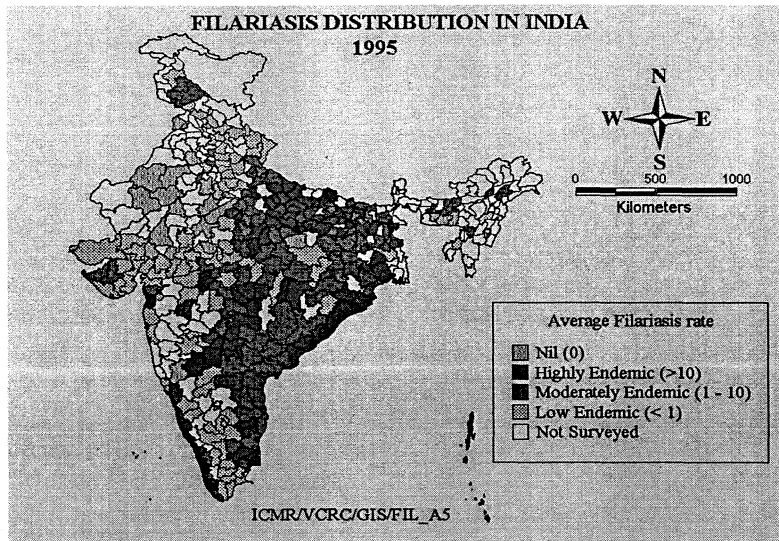 FILARIASIS DISTRIBUTION IN INDIA
1995
N
W E
S
0 500 1000
Kilometers
Average Filariasis rate
Nil (0)
Highly Endemic (>10)
Moderately Endemic (1 - 10)
Low Endemic (< 1)
Not Surveyed
ICMR/VCRC/GIS/FIL_A5